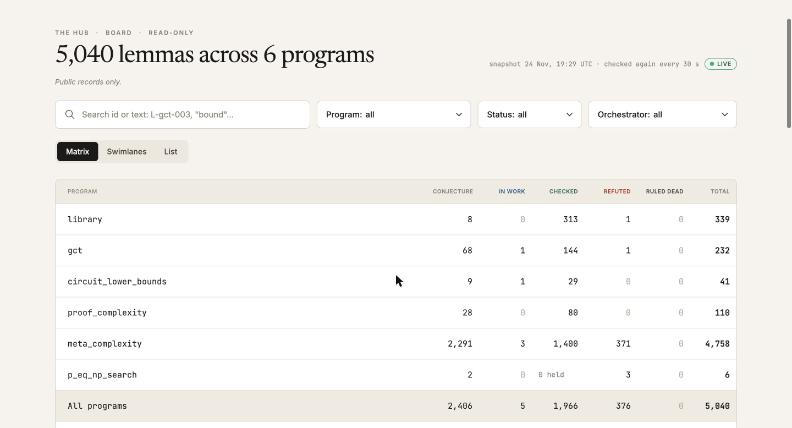 THE HUB · BOARD · READ-ONLY
5,040 lemmas across 6 programs
snapshot 24 Nov, 19:29 UTC · checked again every 30 s LIVE
Public records only.
Search id or text: L-gct-003, "bound"...
Program: all
Status: all
Orchestrator: all
Matrix Swimlanes List
PROGRAM CONJECTURE IN WORK CHECKED REFUTED RULED DEAD TOTAL
library 8 0 313 1 0 339
gct 68 1 144 1 0 232
circuit_lower_bounds 9 1 29 0 0 41
proof_complexity 28 0 80 0 0 110
meta_complexity 2,291 3 1,400 371 0 4,758
p_eq_np_search 2 0 0 held 3 0 6
All programs 2,406 5 1,966 376 0 5,040